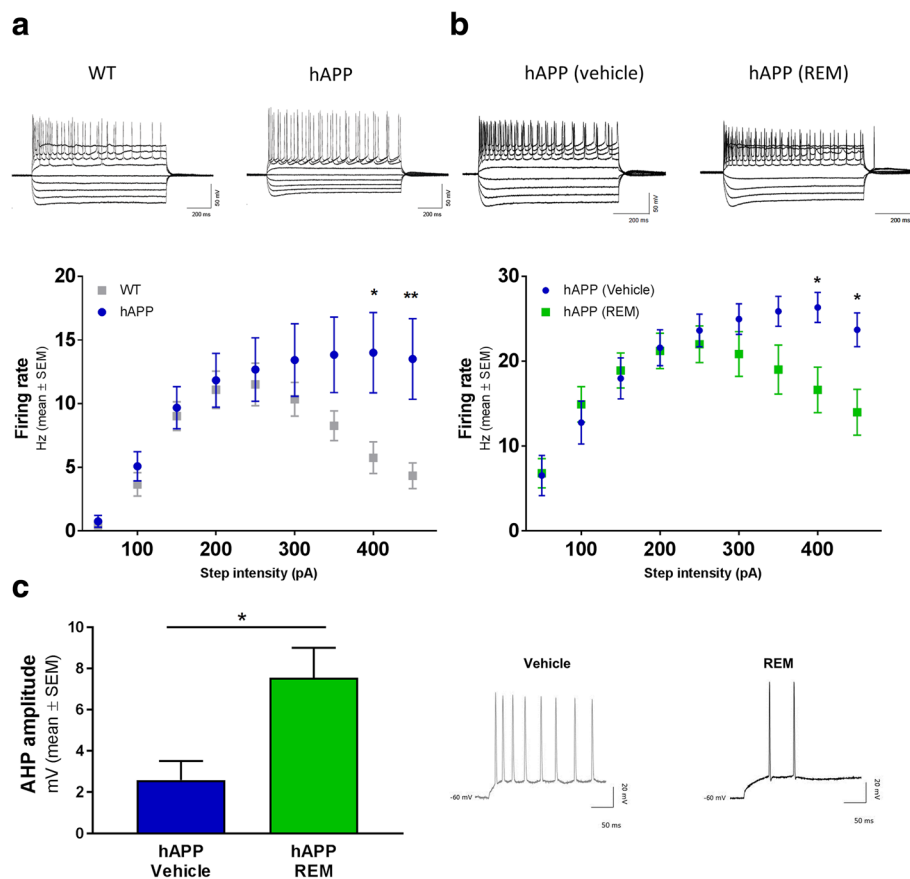 a
b
WT
hAPP
hAPP (vehicle)
hAPP (REM)
50 mV
200 ms
50 mV
200 ms
50 mV
200 ms
50 mV
200 ms
20
15
10
5
0
Firing rate
Hz (mean ± SEM)
WT
hAPP
*
**
100
200
300
400
Step intensity (pA)
30
20
10
0
Firing rate
Hz (mean ± SEM)
hAPP (Vehicle)
hAPP (REM)
*
*
100
200
300
400
Step intensity (pA)
c
10
8
6
4
2
0
AHP amplitude
mV (mean ± SEM)
*
hAPP
Vehicle
hAPP
REM
Vehicle
-60 mV
20 mV
50 ms
REM
-60 mV
20 mV
50 ms